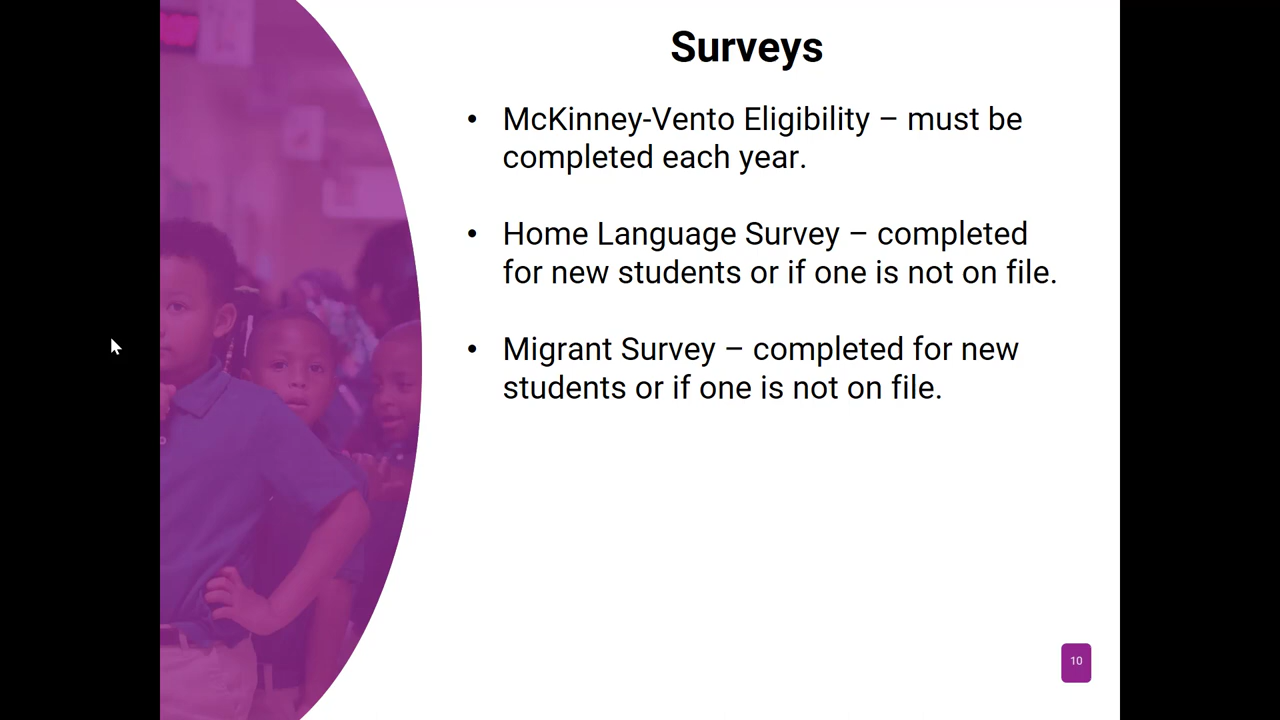 Surveys
• McKinney-Vento Eligibility – must be
completed each year.
• Home Language Survey – completed
for new students or if one is not on file.
• Migrant Survey – completed for new
students or if one is not on file.
10